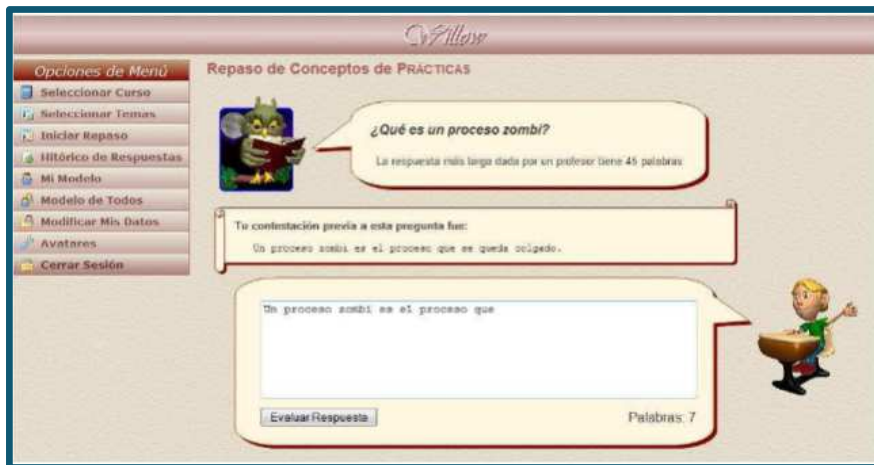 Willow
Opciones de Menú
Seleccionar Curso
Seleccionar Temas
Iniciar Repaso
Hitórico de Respuestas
Mi Modelo
Modelo de Todos
Modificar Mis Datos
Avatares
Cerrar Sesión
Repaso de Conceptos de PRÁCTICAS
¿Qué es un proceso zombi?
La respuesta más larga dada por un profesor tiene 45 palabras
Tu contestación previa a esta pregunta fue:
Un proceso zombi es el proceso que se queda colgado.
Un proceso zombi es el proceso que
Evaluar Respuesta
Palabras: 7